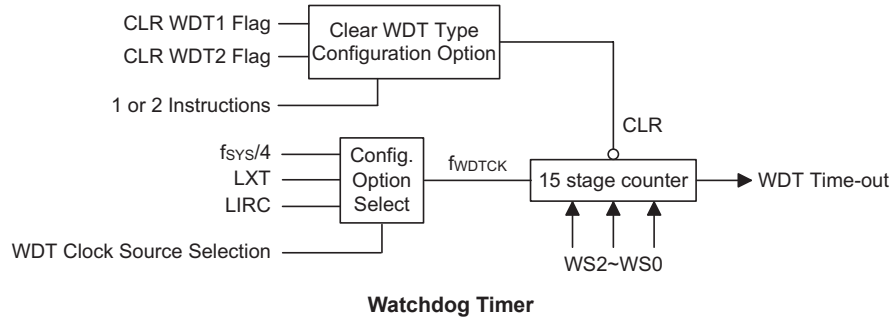 CLR WDT1 Flag
CLR WDT2 Flag
1 or 2 Instructions
Clear WDT Type
Configuration Option
CLR
fSYS/4
LXT
LIRC
WDT Clock Source Selection
Config.
Option
Select
fWDTCK
15 stage counter
WDT Time-out
WS2~WS0
Watchdog Timer